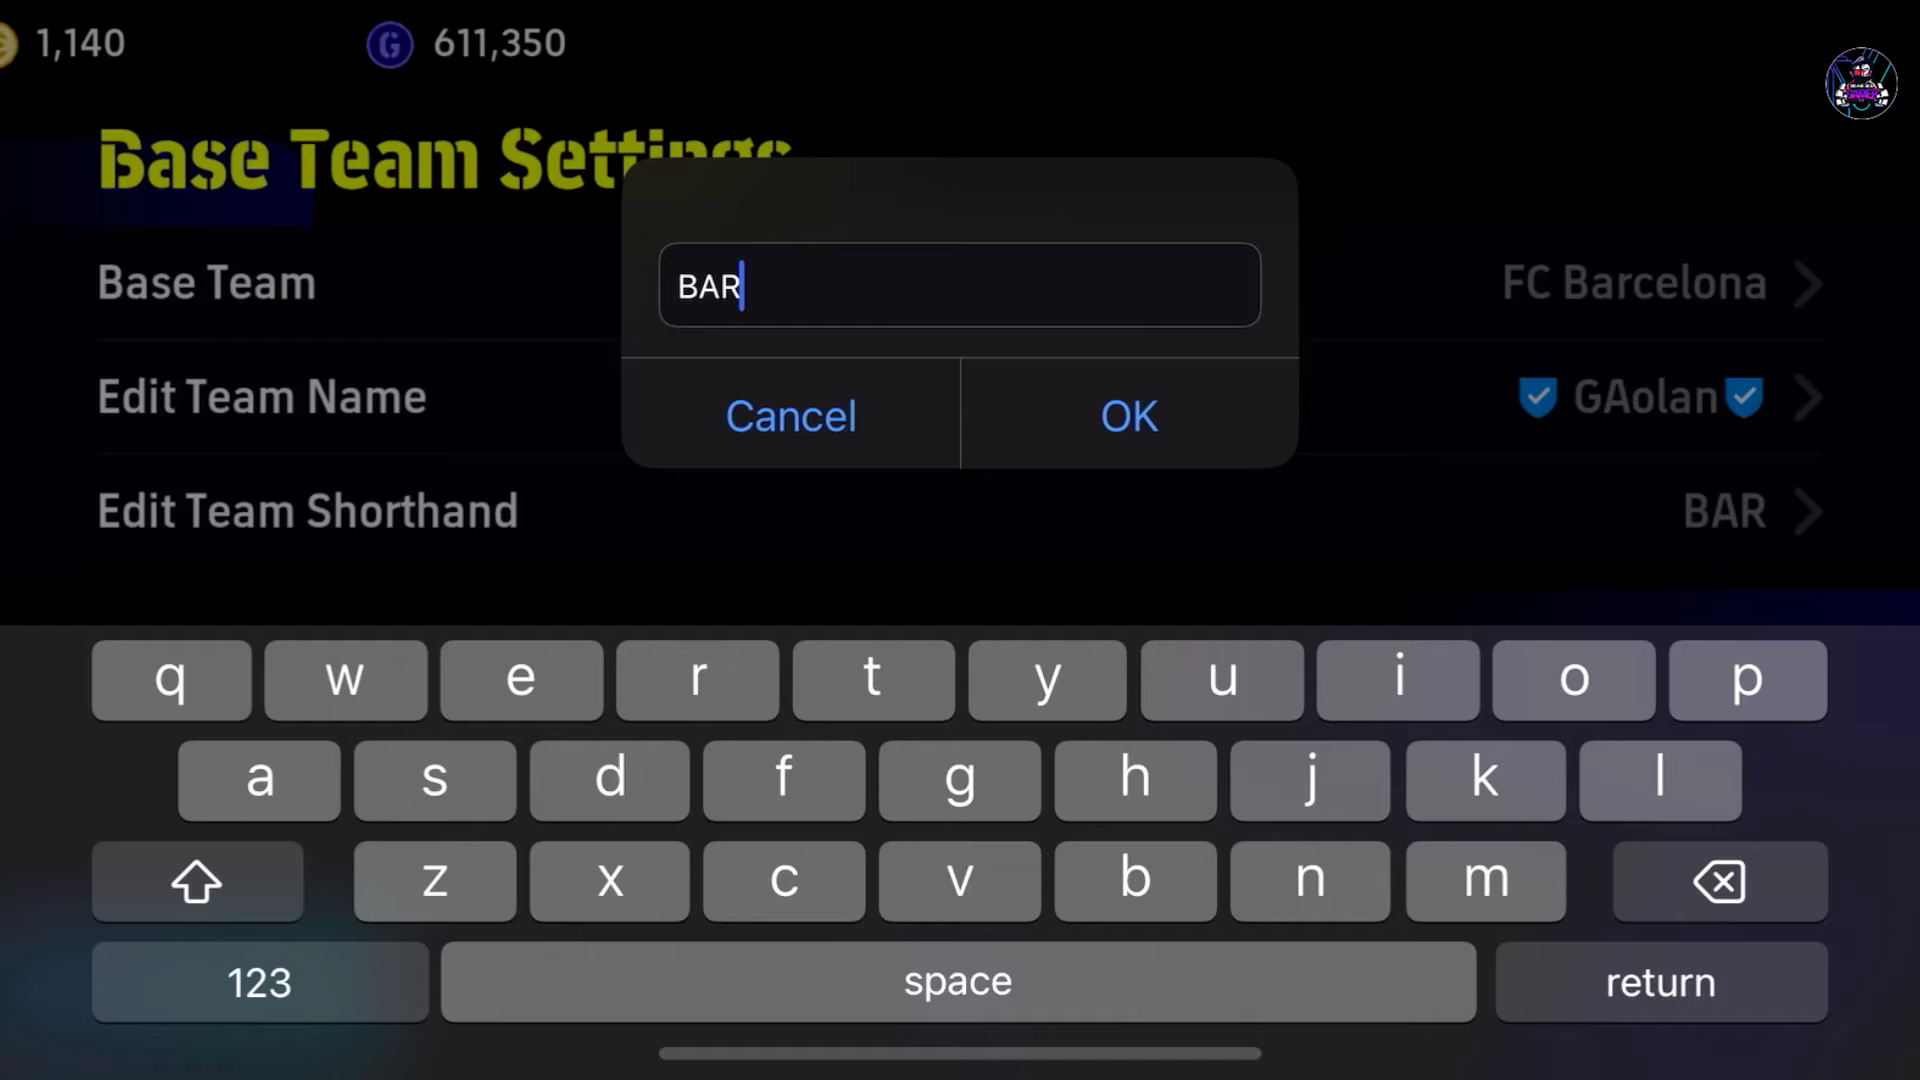 1,140
G 611,350
Base Team Settings
BAR
Cancel
OK
Base Team
FC Barcelona
Edit Team Name
GAolan
Edit Team Shorthand
BAR
q w e r t y u i o p
a s d f g h j k l
z x c v b n m
123 space return